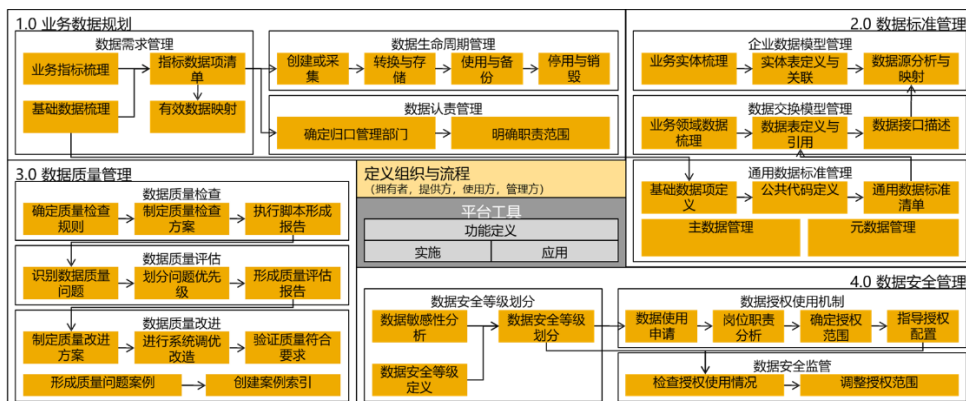 1.0 业务数据规划
数据需求管理
业务指标梳理
指标数据项清
单
基础数据梳理
有效数据映射
数据生命周期管理
创建或采
集
转换与存
储
使用与备
份
停用与销
毁
数据认责管理
确定归口管理部门
明确职责范围
2.0 数据标准管理
企业数据模型管理
业务实体梳理
实体表定义与
关联
数据源分析与
映射
数据交换模型管理
业务领域数据
梳理
数据表定义与
引用
数据接口描述
通用数据标准管理
基础数据项定
义
公共代码定义
通用数据标准
清单
主数据管理
元数据管理
3.0 数据质量管理
数据质量检查
确定质量检查
规则
制定质量检查
方案
执行脚本形成
报告
数据质量评估
识别数据质量
问题
划分问题优先
级
形成质量评估
报告
数据质量改进
制定质量改进
方案
进行系统调优
改造
验证质量符合
要求
形成质量问题案例
创建案例索引
定义组织与流程
（拥有者，提供方，使用方，管理方）
平台工具
功能定义
实施
应用
4.0 数据安全管理
数据安全等级划分
数据敏感性分
析
数据安全等级
划分
数据安全等级
定义
数据授权使用机制
数据使用
申请
岗位职责
分析
确定授权
范围
指导授权
配置
数据安全监管
检查授权使用情况
调整授权范围